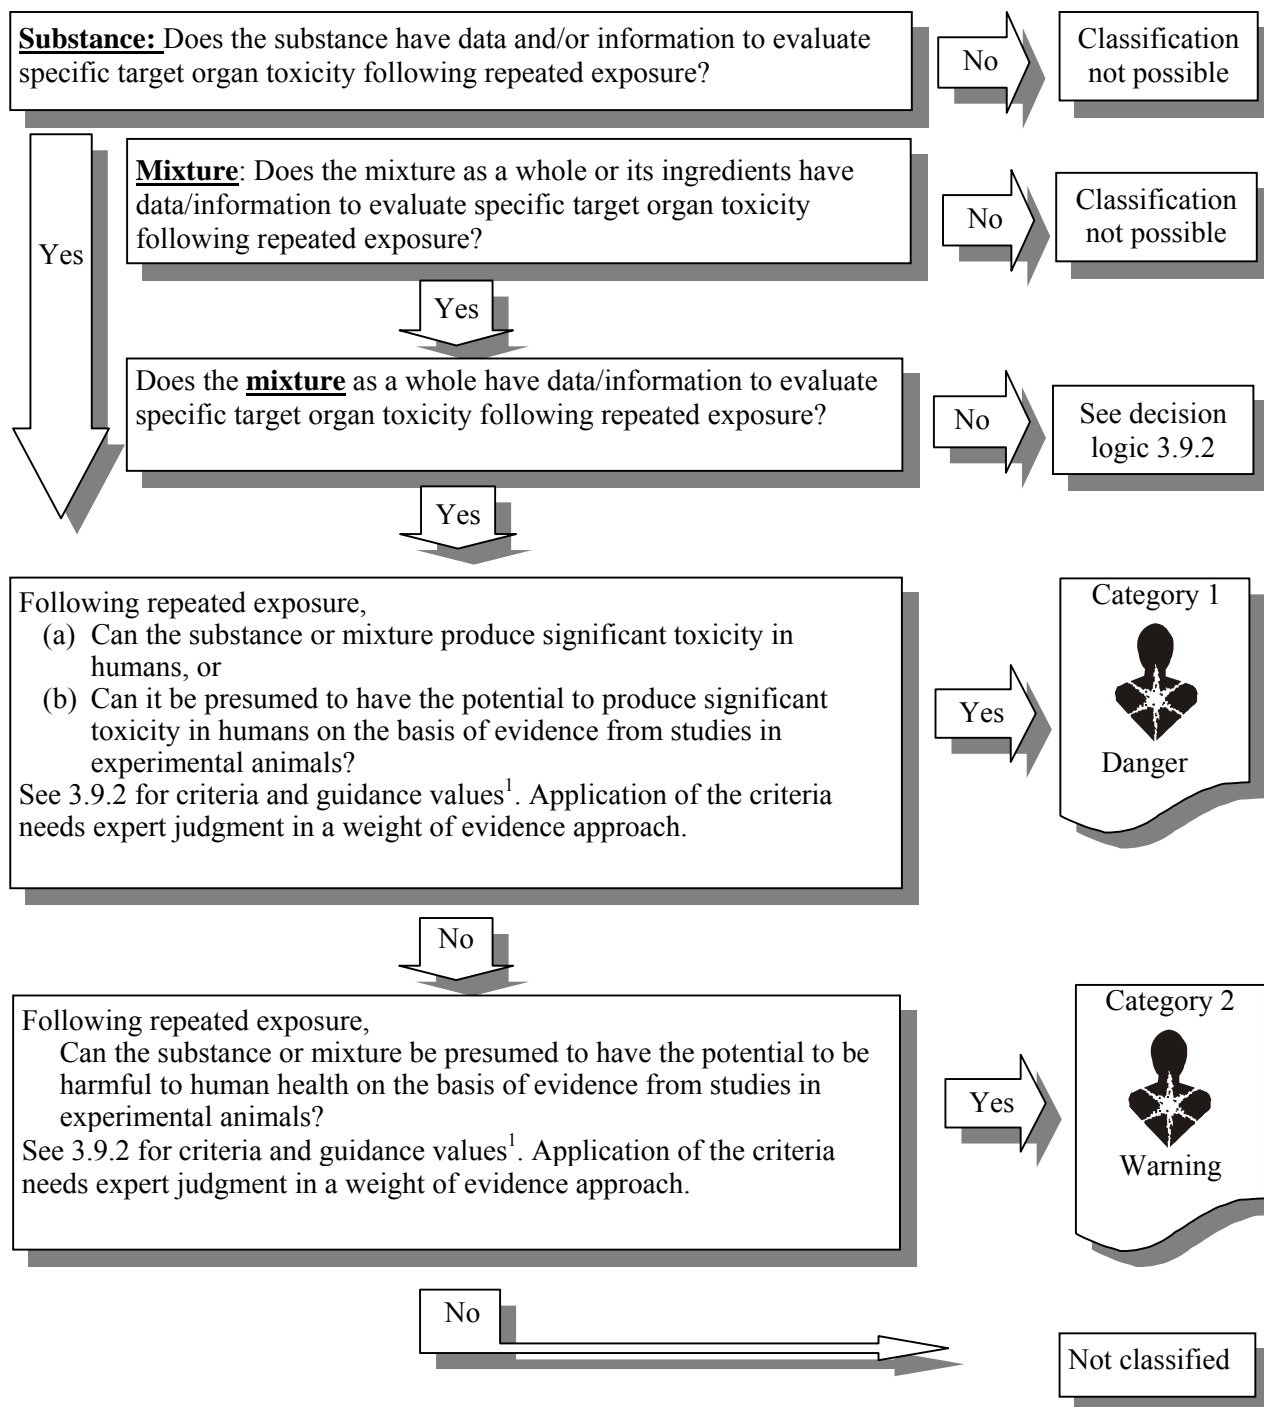 Substance: Does the substance have data and/or information to evaluate
specific target organ toxicity following repeated exposure?
No
Classification
not possible
Yes
Mixture: Does the mixture as a whole or its ingredients have
data/information to evaluate specific target organ toxicity
following repeated exposure?
No
Classification
not possible
Yes
Does the mixture as a whole have data/information to evaluate
specific target organ toxicity following repeated exposure?
No
See decision
logic 3.9.2
Yes
Following repeated exposure,
(a) Can the substance or mixture produce significant toxicity in
humans, or
(b) Can it be presumed to have the potential to produce significant
toxicity in humans on the basis of evidence from studies in
experimental animals?
See 3.9.2 for criteria and guidance values¹. Application of the criteria
needs expert judgment in a weight of evidence approach.
Yes
Category 1
Danger
No
Following repeated exposure,
Can the substance or mixture be presumed to have the potential to be
harmful to human health on the basis of evidence from studies in
experimental animals?
See 3.9.2 for criteria and guidance values¹. Application of the criteria
needs expert judgment in a weight of evidence approach.
Yes
Category 2
Warning
No
Not classified